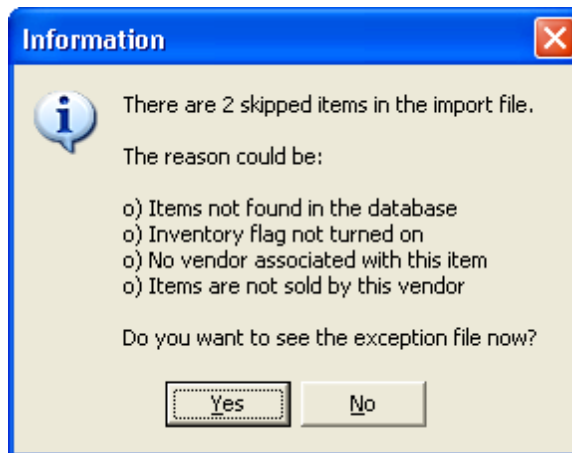 Information
There are 2 skipped items in the import file.
The reason could be:
o) Items not found in the database
o) Inventory flag not turned on
o) No vendor associated with this item
o) Items are not sold by this vendor
Do you want to see the exception file now?
Yes No